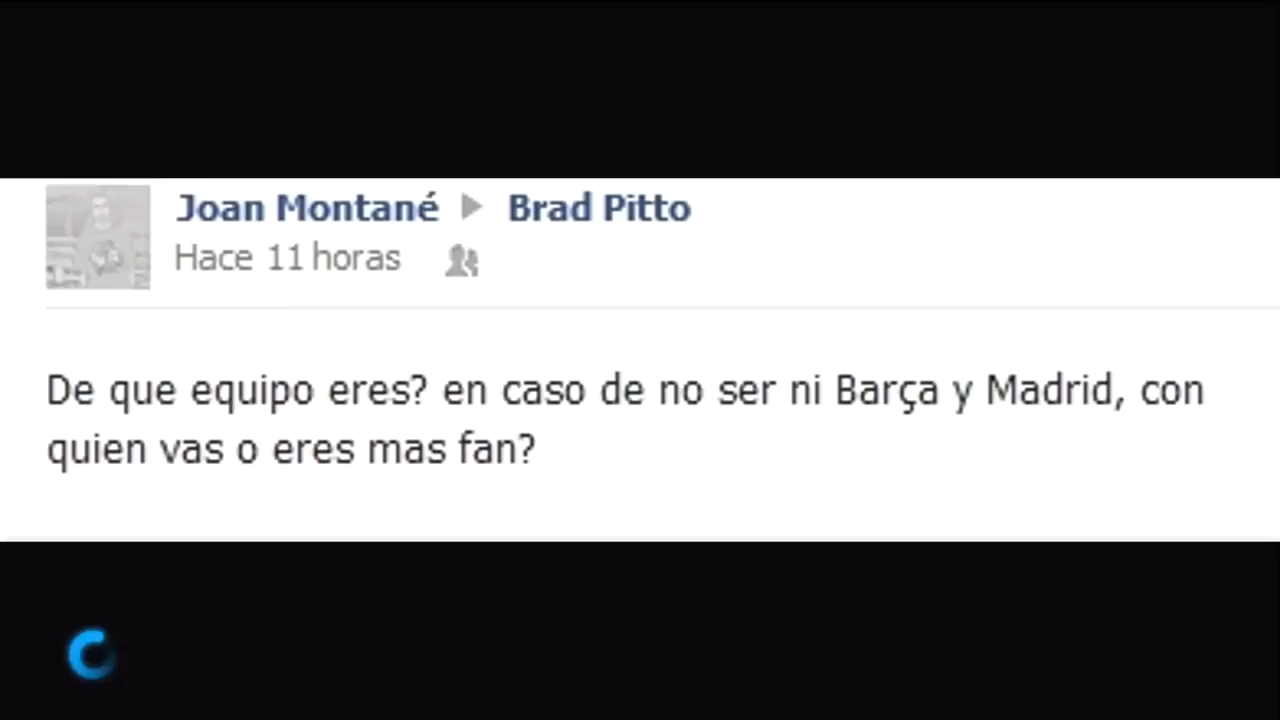 Joan Montané Brad Pitto
Hace 11 horas
De que equipo eres? en caso de no ser ni Barça y Madrid, con
quien vas o eres mas fan?